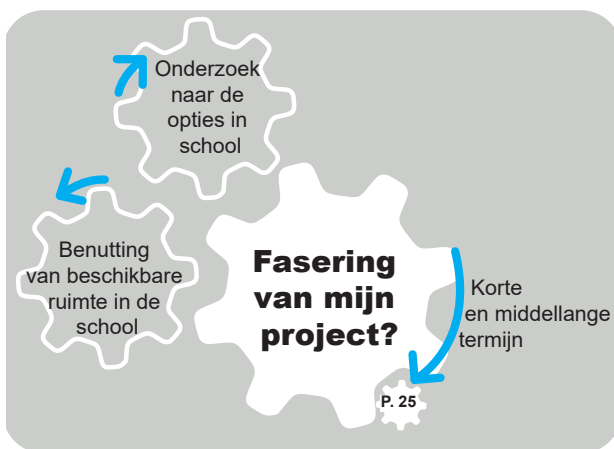 Onderzoek
naar de
opties in
school
Benutting
van beschikbare
ruimte in de
school
Fasering
van mijn
project?
Korte
en middellange
termijn
P. 25